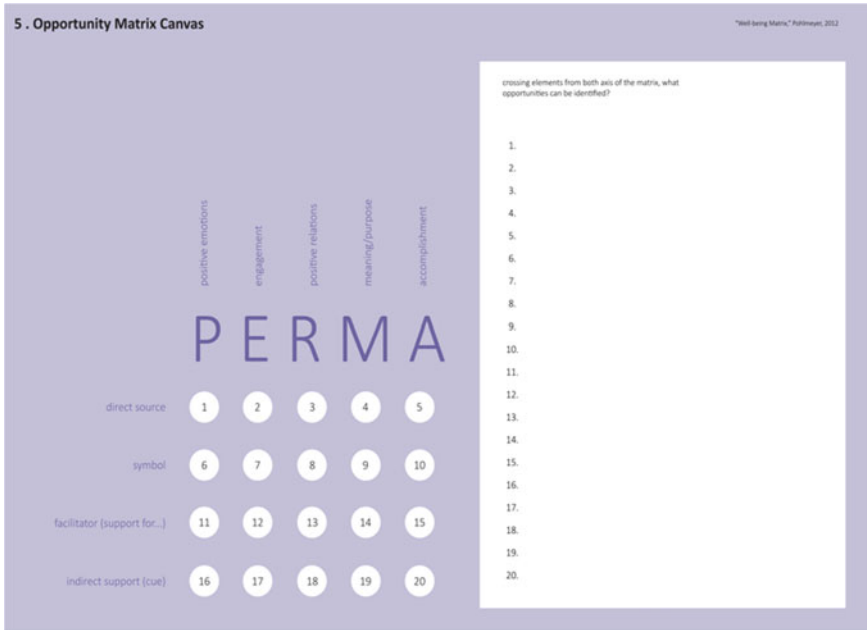 5 . Opportunity Matrix Canvas
"Well-being Matrix," Pohlmeyer, 2012
positive emotions
engagement
positive relations
meaning/purpose
accomplishment
P E R M A
direct source 1 2 3 4 5
symbol 6 7 8 9 10
facilitator (support for...) 11 12 13 14 15
indirect support (cue) 16 17 18 19 20
crossing elements from both axis of the matrix, what
opportunities can be identified?
1.
2.
3.
4.
5.
6.
7.
8.
9.
10.
11.
12.
13.
14.
15.
16.
17.
18.
19.
20.